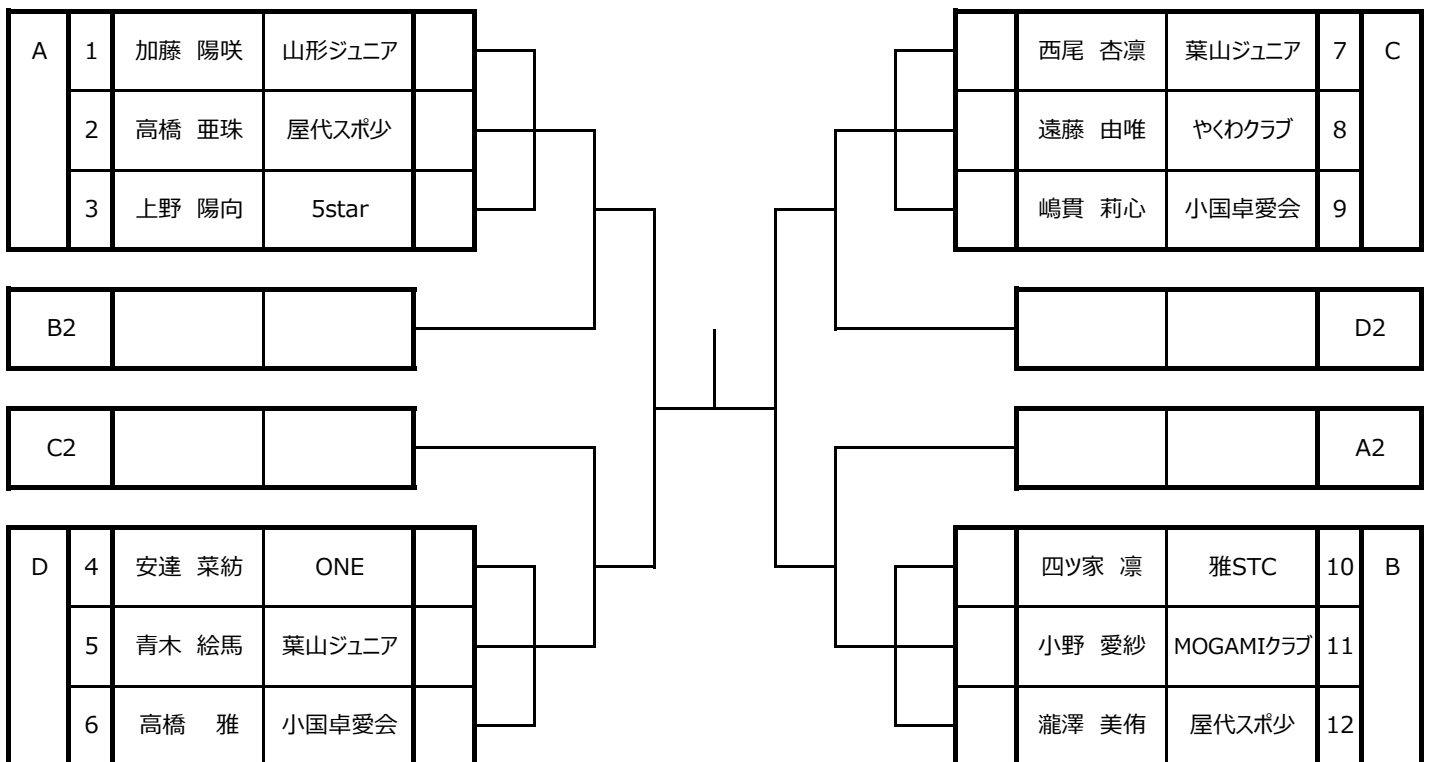 A 1 加藤 陽咲 山形ジュニア
2 高橋 亜珠 屋代スポ少
3 上野 陽向 5star
B2
C2
D 4 安達 菜紡 ONE
5 青木 絵馬 葉山ジュニア
6 高橋 雅 小国卓愛会
西尾 杏凛 葉山ジュニア 7 C
遠藤 由唯 やくわクラブ 8
嶋貫 莉心 小国卓愛会 9
D2
A2
四ツ家 凛 雅STC 10 B
小野 愛紗 MOGAMIクラブ 11
瀧澤 美侑 屋代スポ少 12